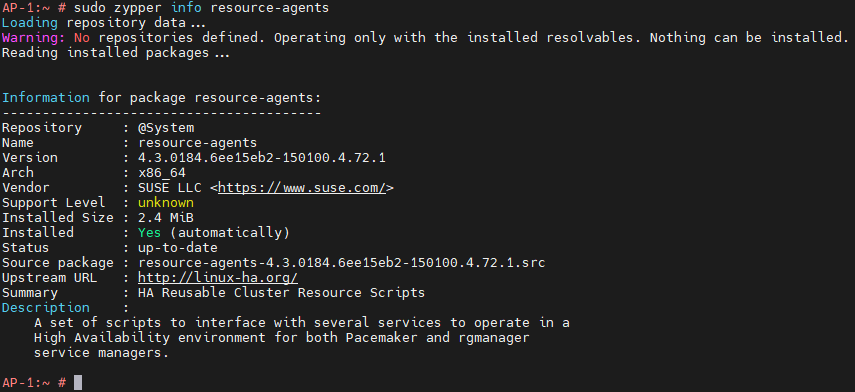 AP-1:~ # sudo zypper info resource-agents
Loading repository data...
Warning: No repositories defined. Operating only with the installed resolvables. Nothing can be installed.
Reading installed packages...
Information for package resource-agents:
----------------------------------------
Repository     : @System
Name           : resource-agents
Version        : 4.3.0184.6ee15eb2-150100.4.72.1
Arch           : x86_64
Vendor         : SUSE LLC <https://www.suse.com/>
Support Level  : unknown
Installed Size : 2.4 MiB
Installed      : Yes (automatically)
Status         : up-to-date
Source package : resource-agents-4.3.0184.6ee15eb2-150100.4.72.1.src
Upstream URL   : http://linux-ha.org/
Summary        : HA Reusable Cluster Resource Scripts
Description    :
    A set of scripts to interface with several services to operate in a
    High Availability environment for both Pacemaker and rgmanager
    service managers.
AP-1:~ #